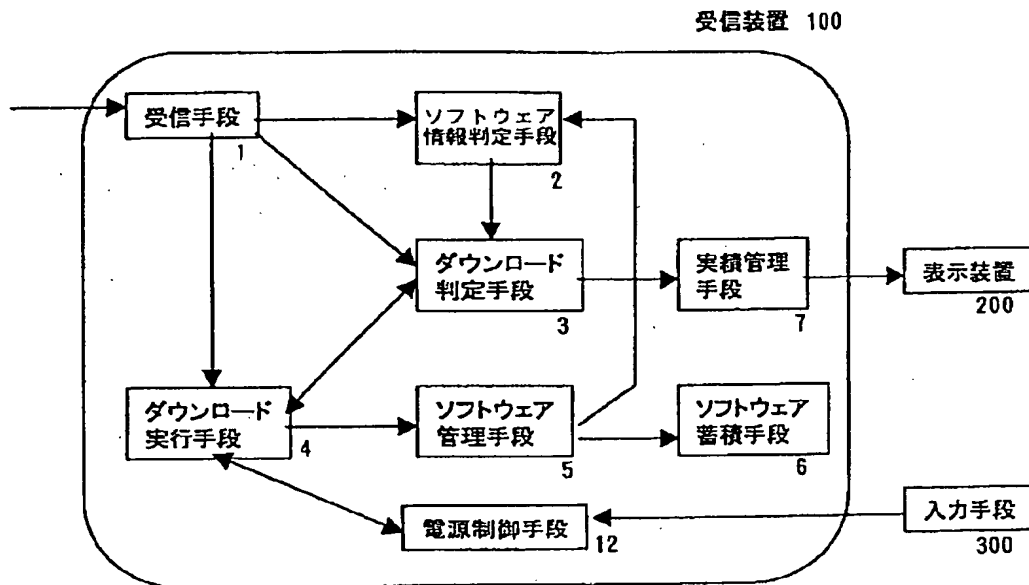 受信装置 100
受信手段
1
ソフトウェア
情報判定手段
2
ダウンロード
判定手段
3
実績管理
手段
7
表示装置
200
ダウンロード
実行手段
4
ソフトウェア
管理手段
5
ソフトウェア
蓄積手段
6
電源制御手段
12
入力手段
300